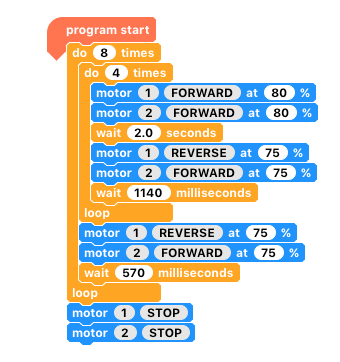 program start
do 8 times
do 4 times
motor 1 FORWARD at 80 %
motor 2 FORWARD at 80 %
wait 2.0 seconds
motor 1 REVERSE at 75 %
motor 2 FORWARD at 75 %
wait 1140 milliseconds
loop
motor 1 REVERSE at 75 %
motor 2 FORWARD at 75 %
wait 570 milliseconds
loop
motor 1 STOP
motor 2 STOP